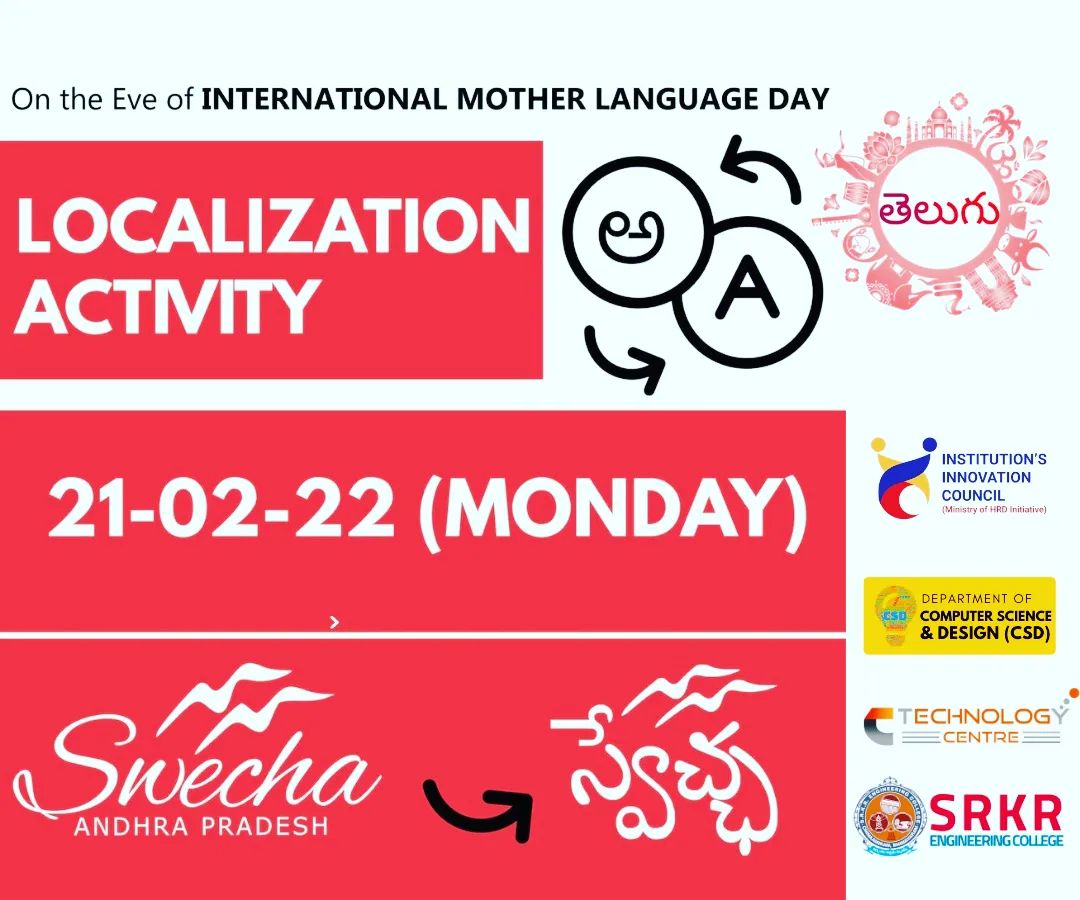 On the Eve of INTERNATIONAL MOTHER LANGUAGE DAY
LOCALIZATION
ACTIVITY
అ
A
తెలుగు
21-02-22 (MONDAY)
Swecha
ANDHRA PRADESH
స్వేచ్ఛ
INSTITUTION'S
INNOVATION
COUNCIL
(Ministry of HRD Initiative)
CSD
DEPARTMENT OF
COMPUTER SCIENCE
& DESIGN (CSD)
TECHNOLOGY
CENTRE
SRKR
ENGINEERING COLLEGE